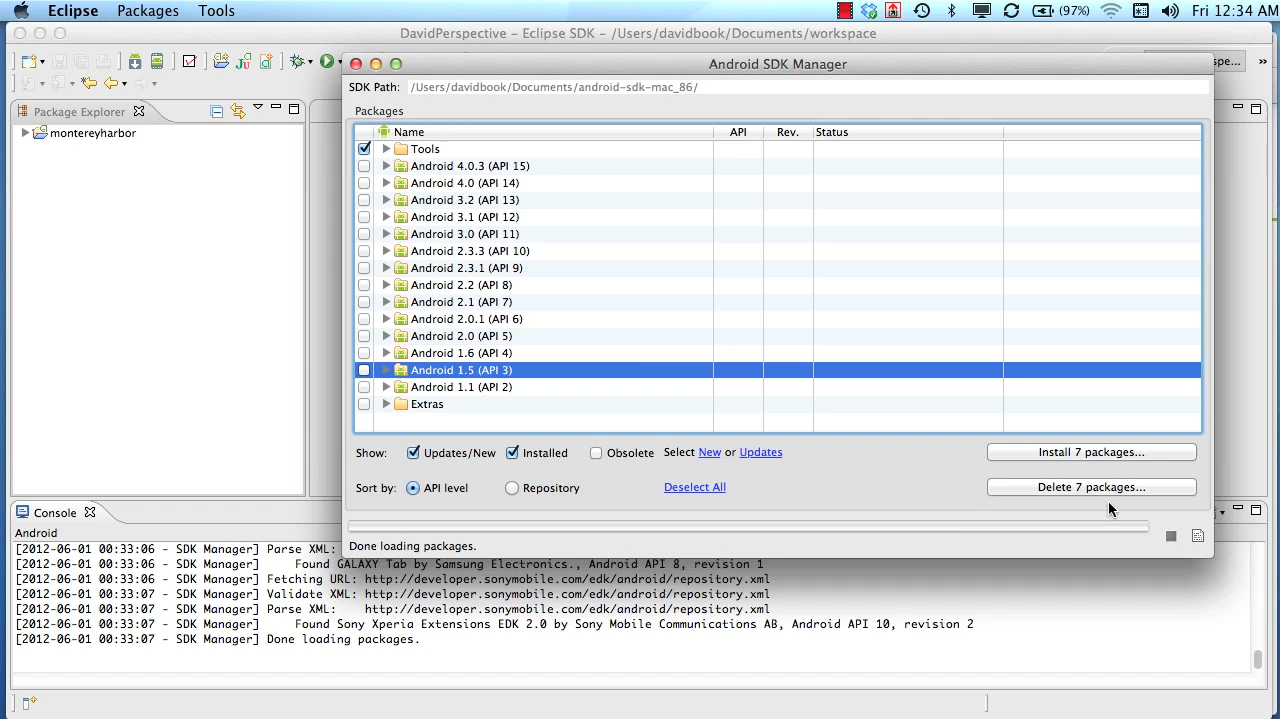 Eclipse Packages Tools (97%) Fri 12:34 AM
DavidPerspective – Eclipse SDK – /Users/davidbook/Documents/workspace
Android SDK Manager
spe...
SDK Path: /Users/davidbook/Documents/android-sdk-mac_86/
Package Explorer
Packages
montereyharbor
Name API Rev. Status
Tools
Android 4.0.3 (API 15)
Android 4.0 (API 14)
Android 3.2 (API 13)
Android 3.1 (API 12)
Android 3.0 (API 11)
Android 2.3.3 (API 10)
Android 2.3.1 (API 9)
Android 2.2 (API 8)
Android 2.1 (API 7)
Android 2.0.1 (API 6)
Android 2.0 (API 5)
Android 1.6 (API 4)
Android 1.5 (API 3)
Android 1.1 (API 2)
Extras
Show: Updates/New Installed Obsolete Select New or Updates Install 7 packages...
Sort by: API level Repository Deselect All Delete 7 packages...
Done loading packages.
Console
Android
[2012-06-01 00:33:06 - SDK Manager] Parse XML:
[2012-06-01 00:33:06 - SDK Manager] Found GALAXY Tab by Samsung Electronics., Android API 8, revision 1
[2012-06-01 00:33:06 - SDK Manager] Fetching URL: http://developer.sonymobile.com/edk/android/repository.xml
[2012-06-01 00:33:07 - SDK Manager] Validate XML: http://developer.sonymobile.com/edk/android/repository.xml
[2012-06-01 00:33:07 - SDK Manager] Parse XML: http://developer.sonymobile.com/edk/android/repository.xml
[2012-06-01 00:33:07 - SDK Manager] Found Sony Xperia Extensions EDK 2.0 by Sony Mobile Communications AB, Android API 10, revision 2
[2012-06-01 00:33:07 - SDK Manager] Done loading packages.